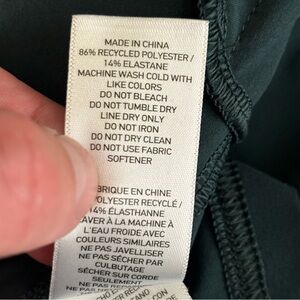 MADE IN CHINA
86% RECYCLED POLYESTER /
14% ELASTANE
MACHINE WASH COLD WITH
LIKE COLORS
DO NOT BLEACH
DO NOT TUMBLE DRY
LINE DRY ONLY
DO NOT IRON
DO NOT DRY CLEAN
DO NOT USE FABRIC
SOFTENER
BRIQUE EN CHINE
POLYESTER RECYCLÉ /
14% ÉLASTHANNE
AVER À LA MACHINE À
L'EAU FROIDE AVEC
COULEURS SIMILAIRES
NE PAS JAVELLISER
NE PAS SÉCHER PAR
CULBUTAGE
SÉCHER SUR CORDE
SEULEMENT